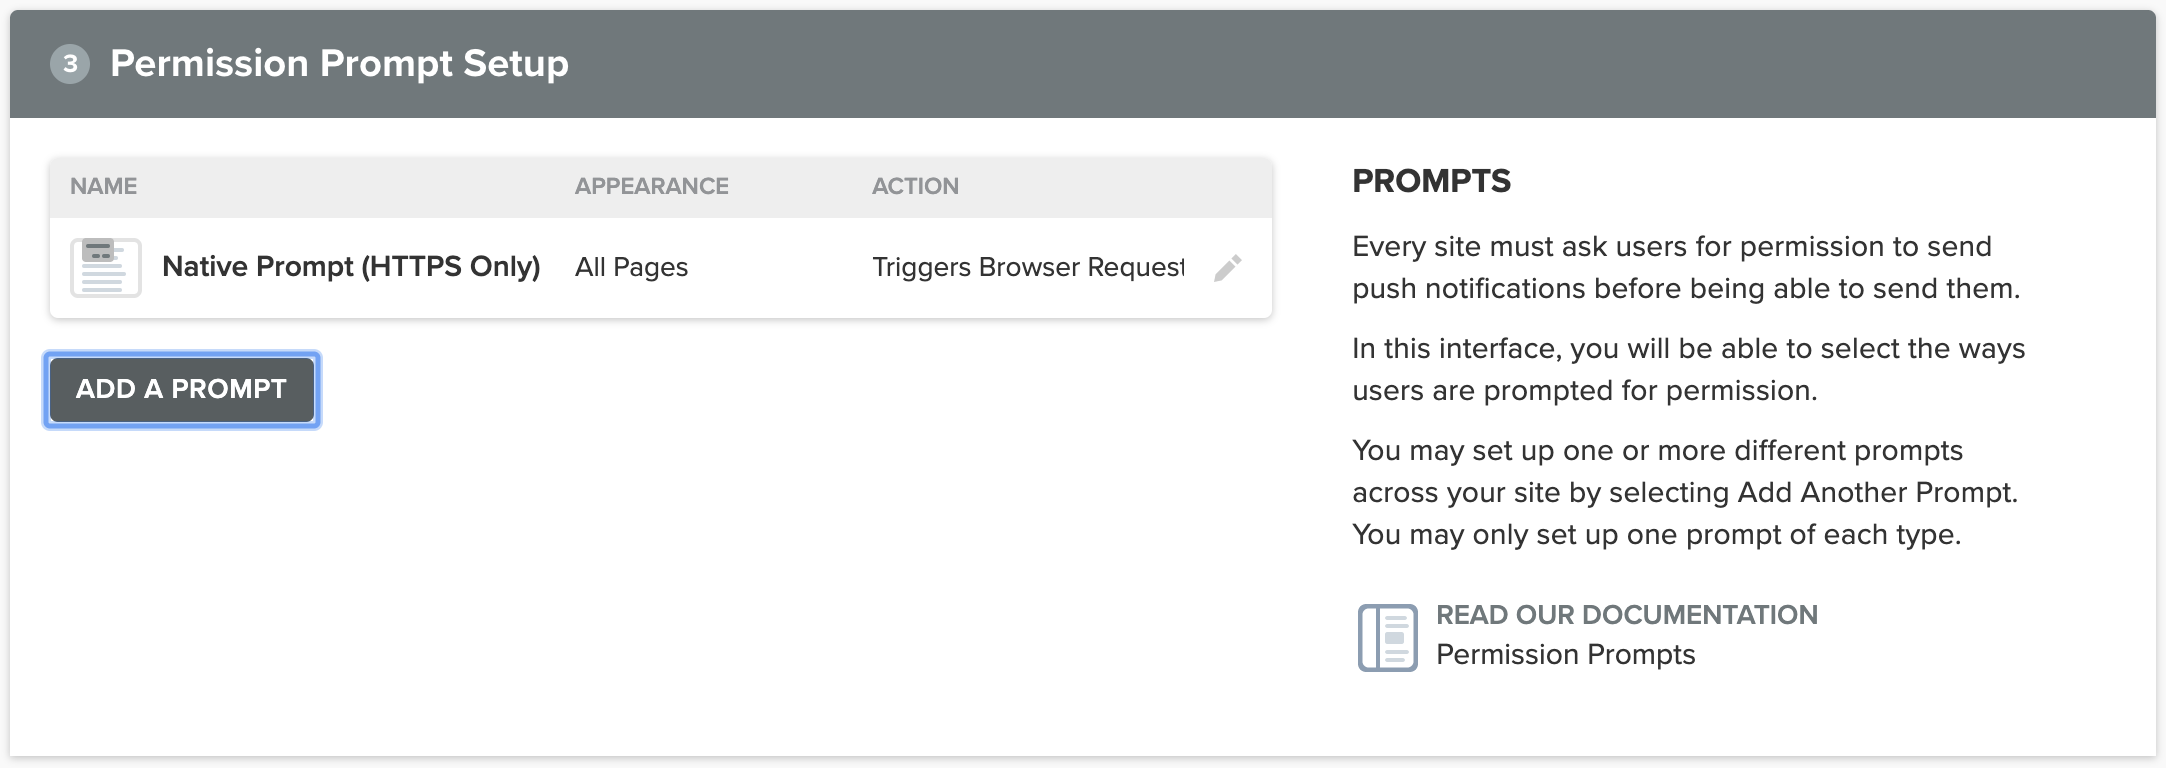 3 Permission Prompt Setup
NAME APPEARANCE ACTION
Native Prompt (HTTPS Only) All Pages Triggers Browser Request
ADD A PROMPT
PROMPTS
Every site must ask users for permission to send
push notifications before being able to send them.
In this interface, you will be able to select the ways
users are prompted for permission.
You may set up one or more different prompts
across your site by selecting Add Another Prompt.
You may only set up one prompt of each type.
READ OUR DOCUMENTATION
Permission Prompts